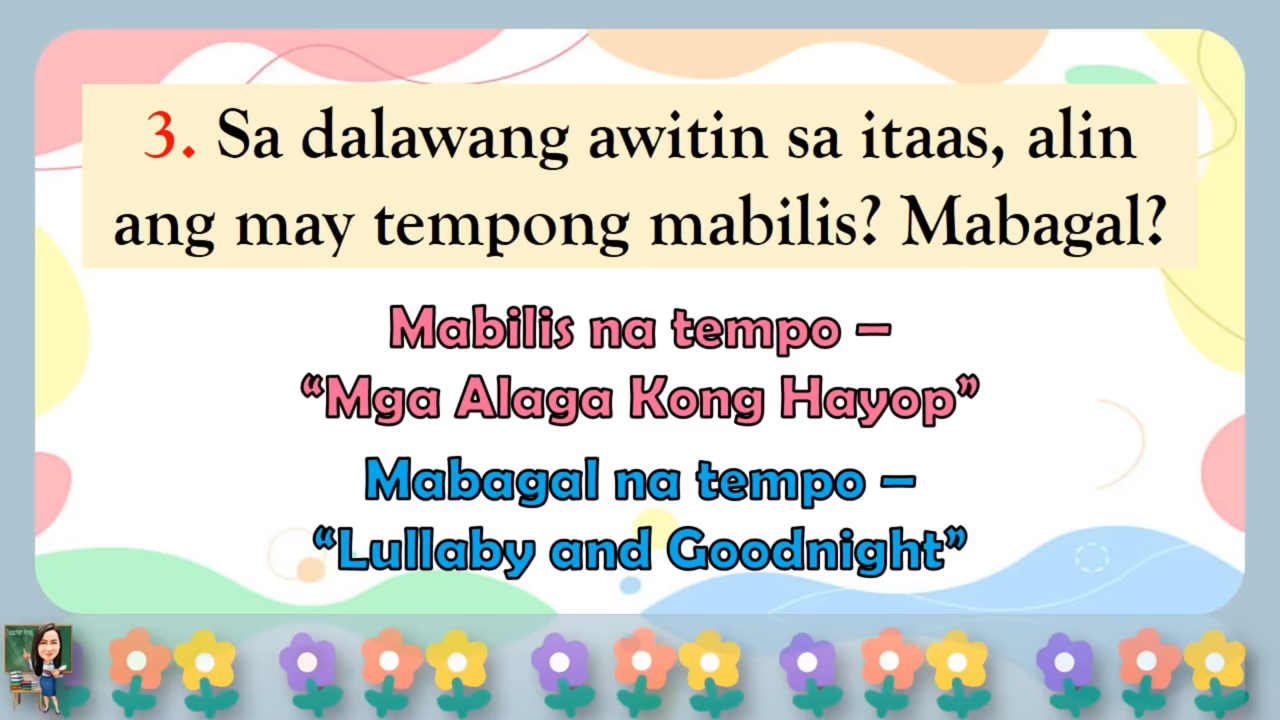 3. Sa dalawang awitin sa itaas, alin
ang may tempong mabilis? Mabagal?
Mabilis na tempo –
“Mga Alaga Kong Hayop”
Mabagal na tempo –
“Lullaby and Goodnight”